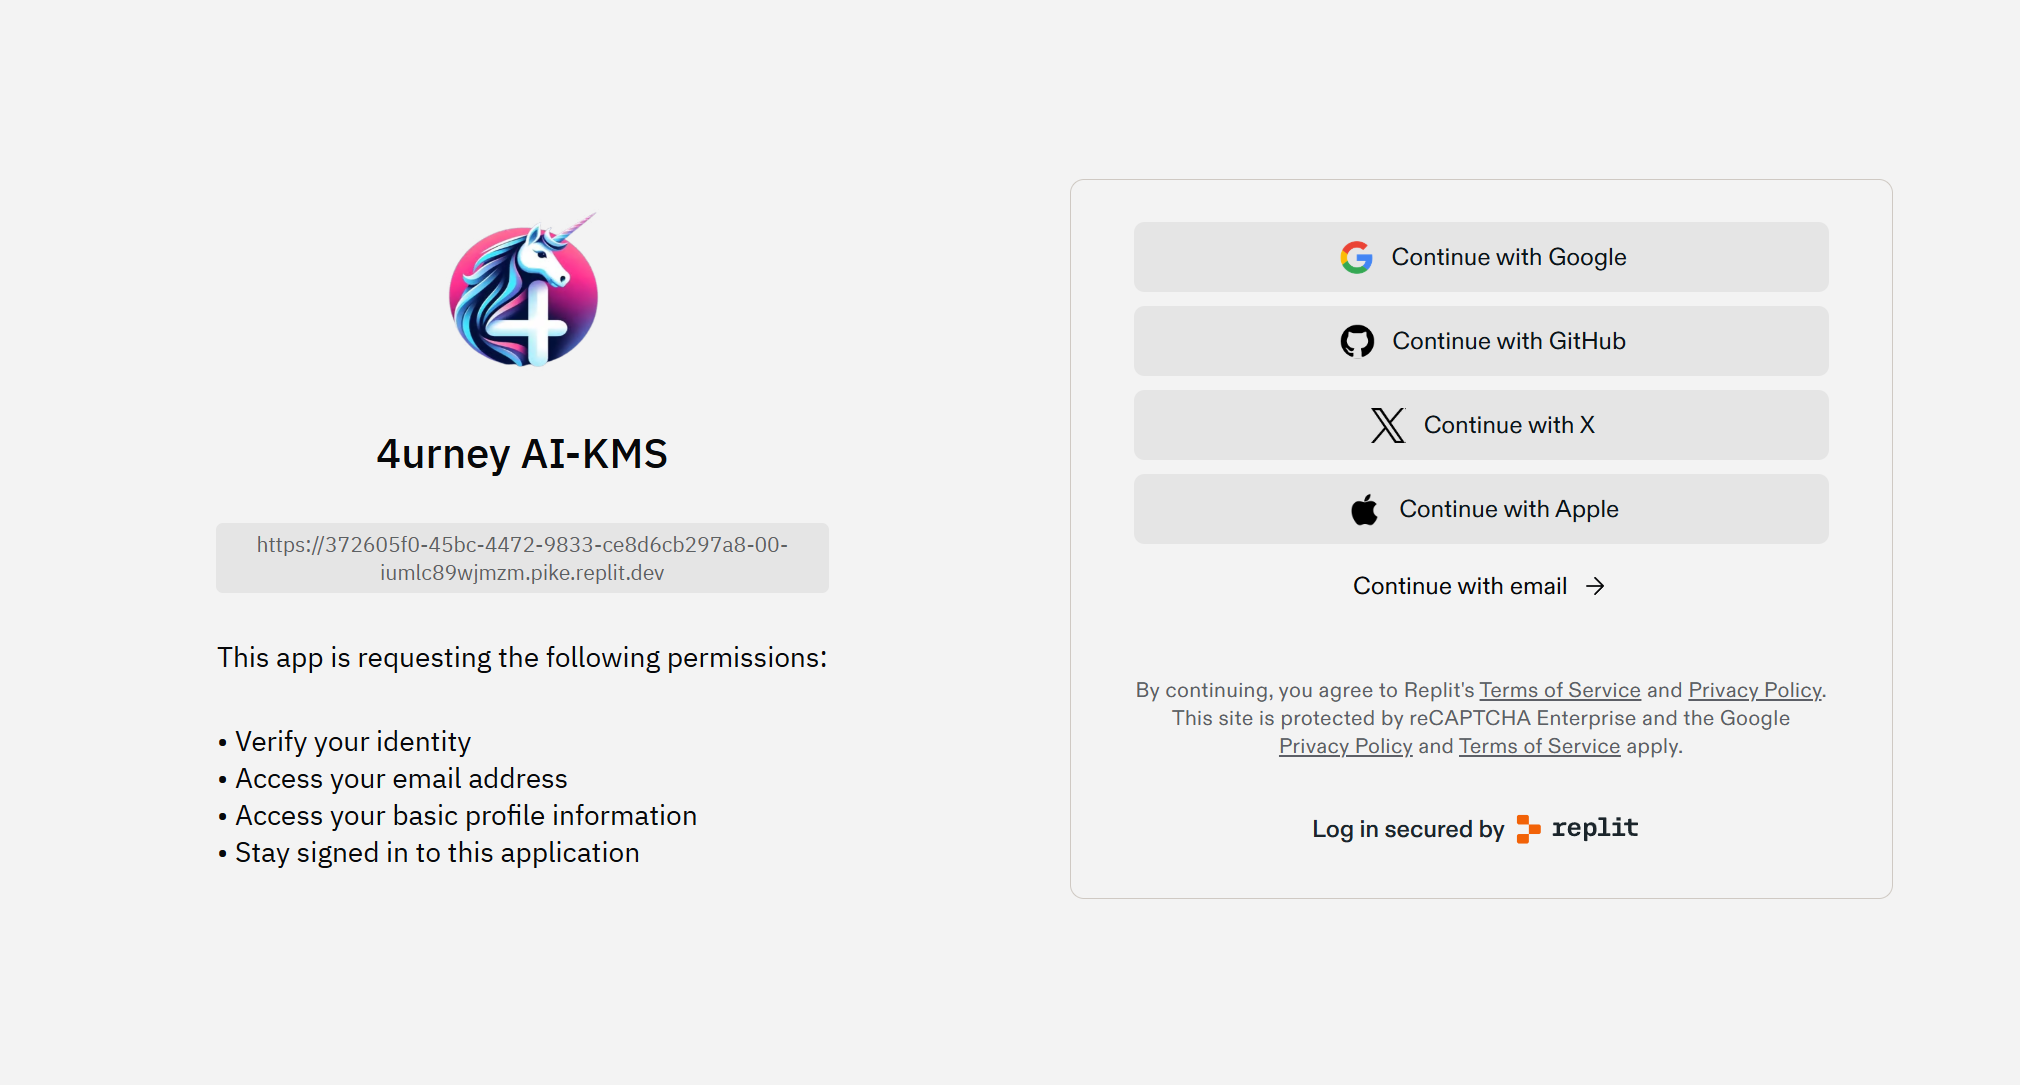 4
4urney AI-KMS
https://372605f0-45bc-4472-9833-ce8d6cb297a8-00-
iumlc89wjmzm.pike.replit.dev
This app is requesting the following permissions:
• Verify your identity
• Access your email address
• Access your basic profile information
• Stay signed in to this application
Continue with Google
Continue with GitHub
Continue with X
Continue with Apple
Continue with email →
By continuing, you agree to Replit's Terms of Service and Privacy Policy.
This site is protected by reCAPTCHA Enterprise and the Google
Privacy Policy and Terms of Service apply.
Log in secured by replit